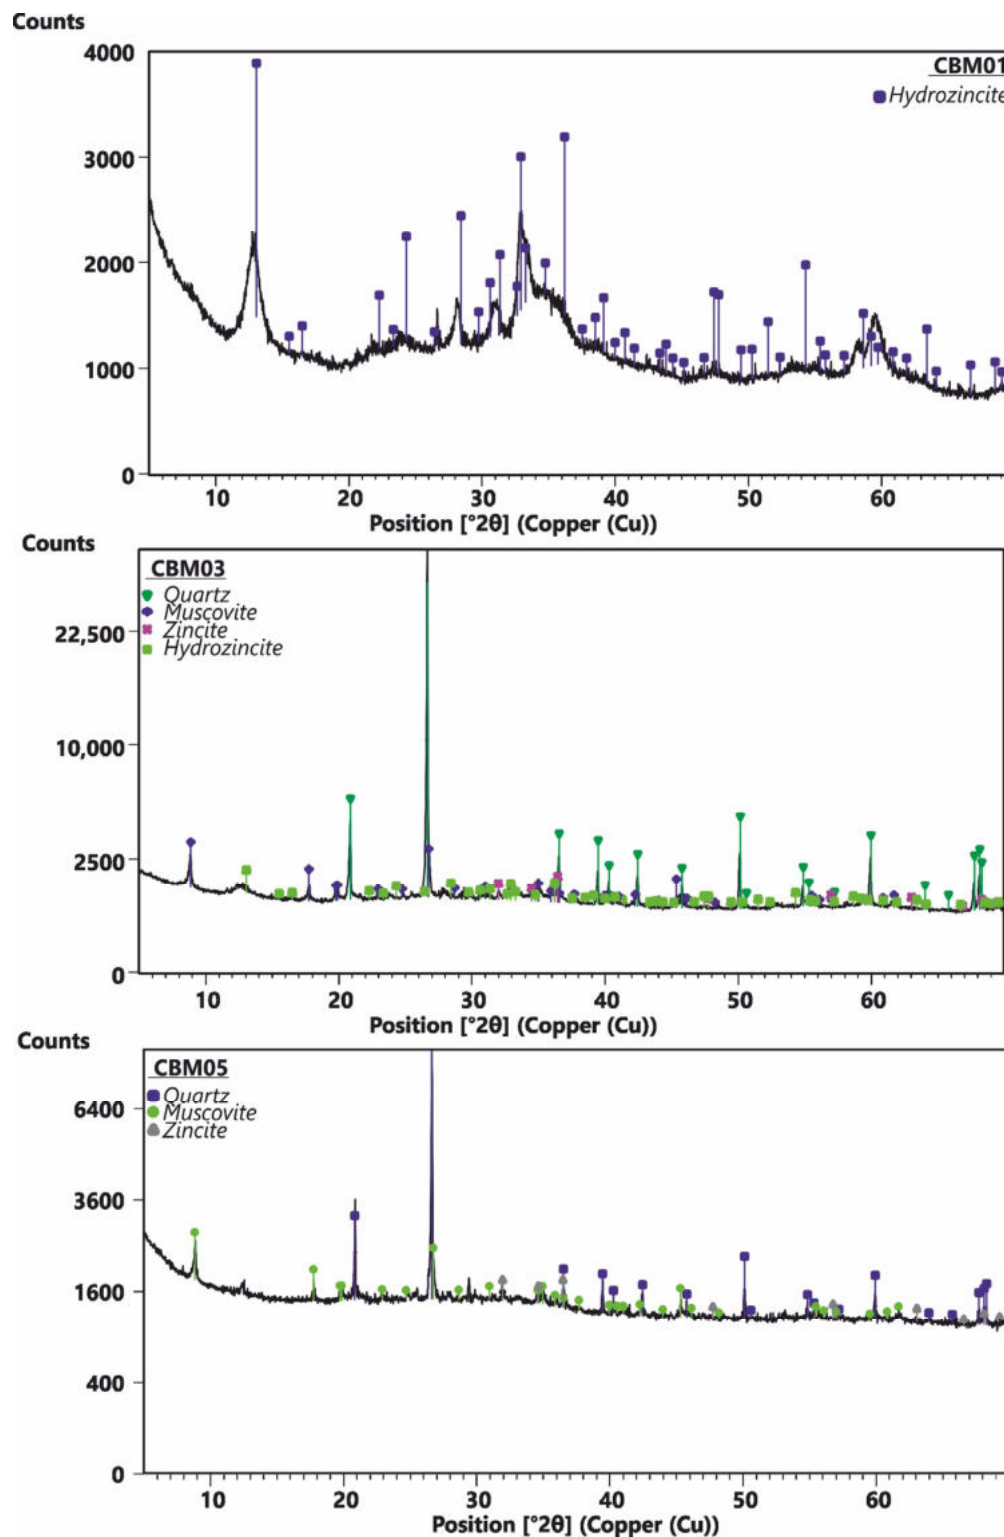 Counts
4000
CBM01
Hydrozincite
3000
2000
1000
0
10 20 30 40 50 60
Position [°2θ] (Copper (Cu))
Counts
CBM03
Quartz
Muscovite
Zincite
Hydrozincite
22,500
10,000
2500
0
10 20 30 40 50 60
Position [°2θ] (Copper (Cu))
Counts
CBM05
Quartz
Muscovite
Zincite
6400
3600
1600
400
0
10 20 30 40 50 60
Position [°2θ] (Copper (Cu))